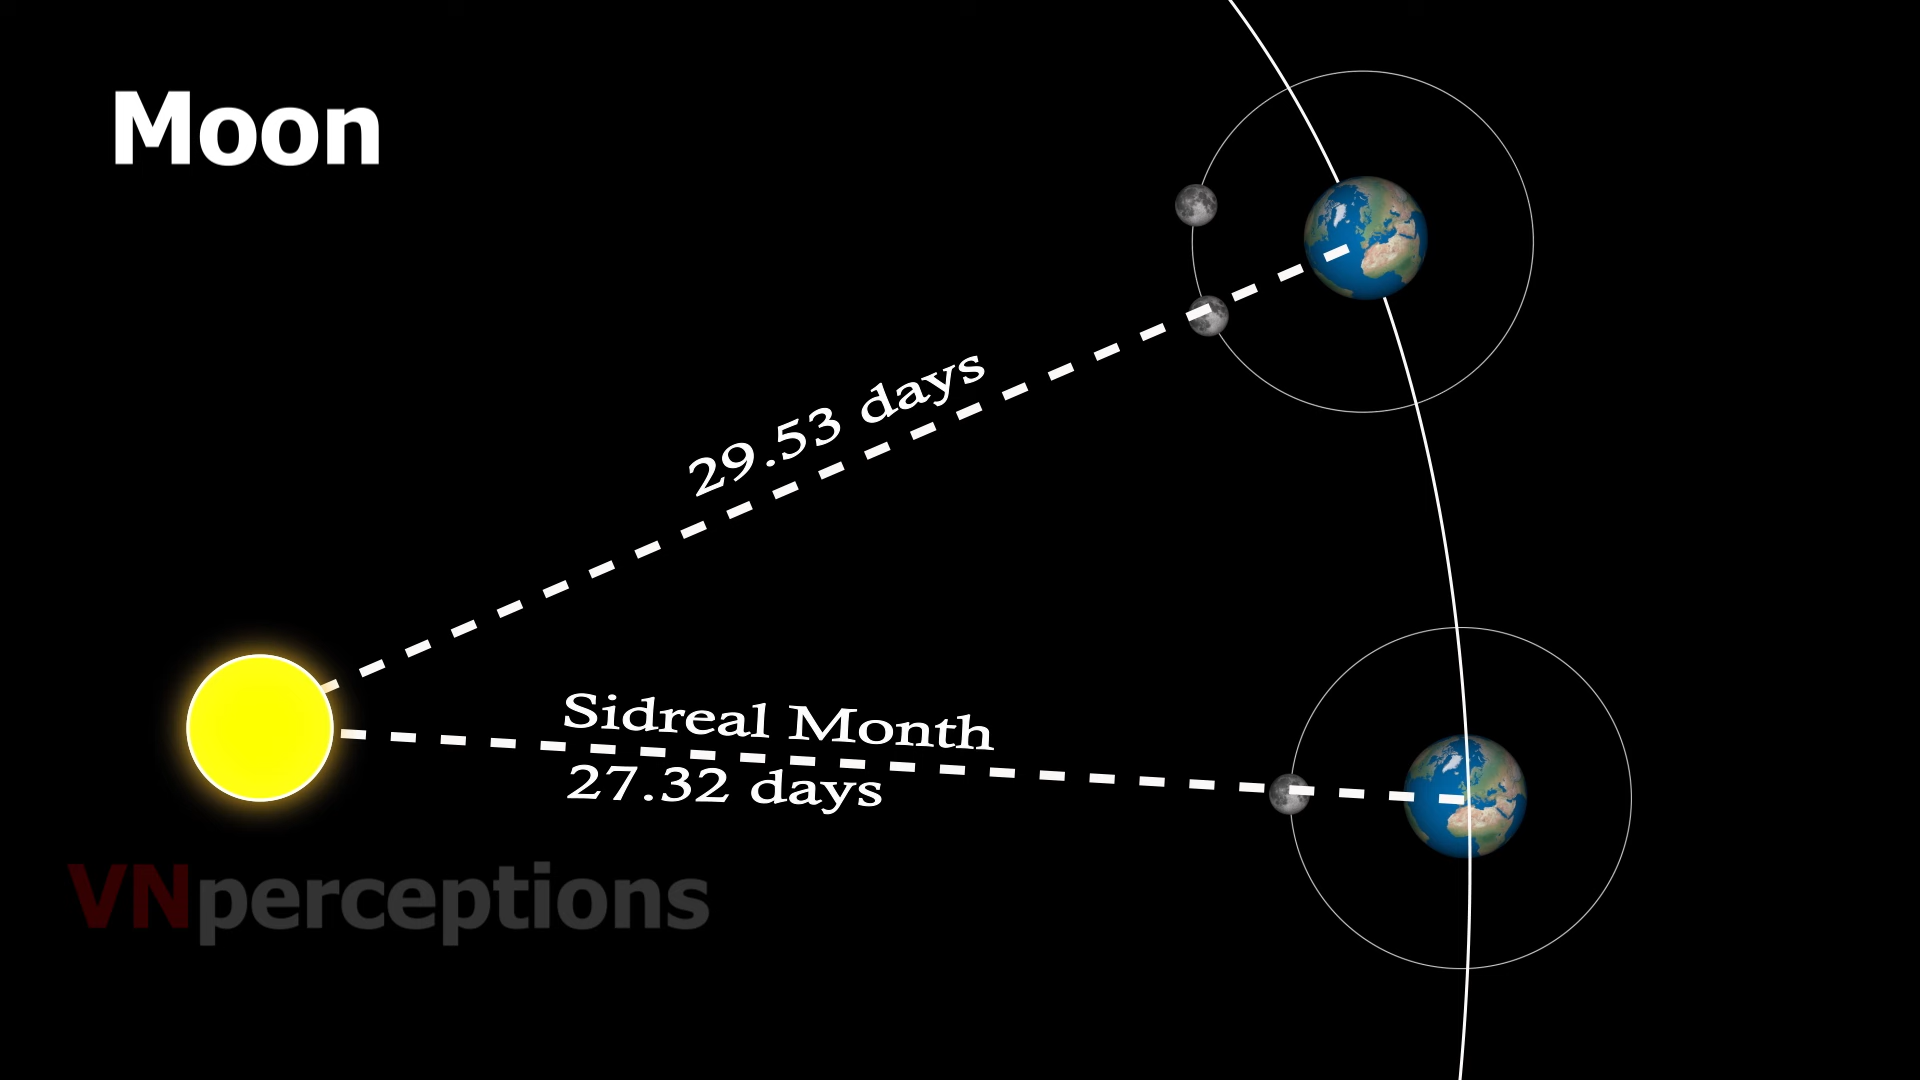 Moon
29.53 days
Sidreal Month
27.32 days
VNperceptions